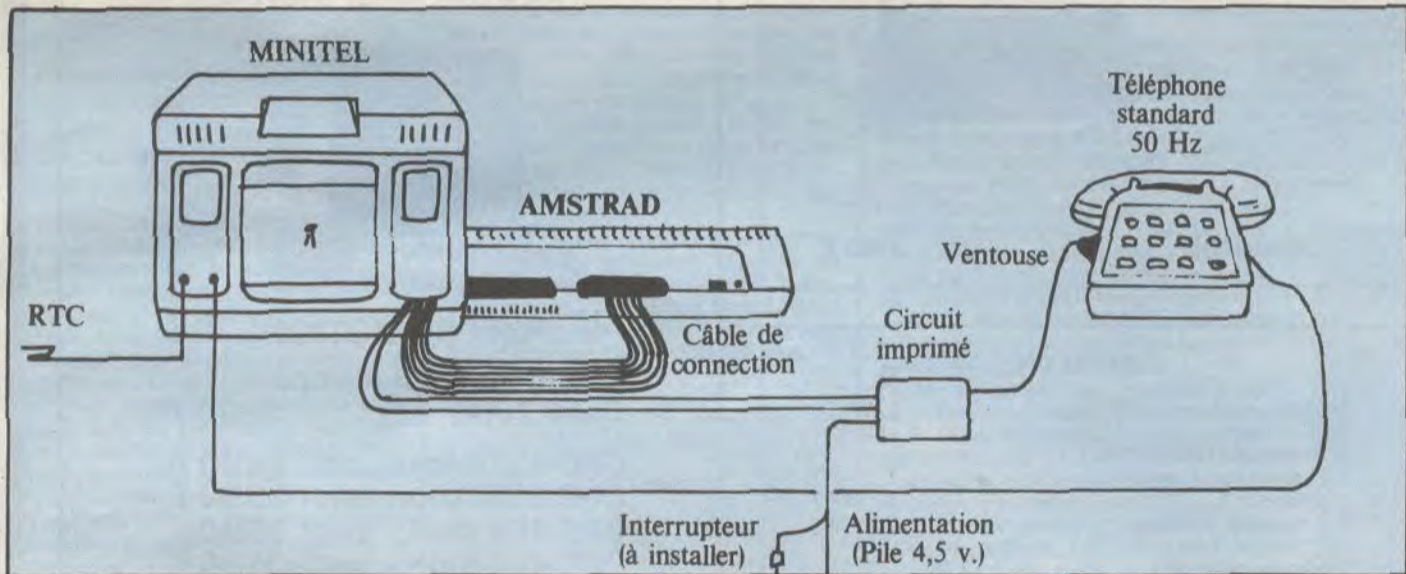 MINITEL
Téléphone
standard
50 Hz
AMSTRAD
Ventouse
RTC
Circuit
imprimé
Câble de
connection
Interrupteur
(à installer)
Alimentation
(Pile 4,5 v.)